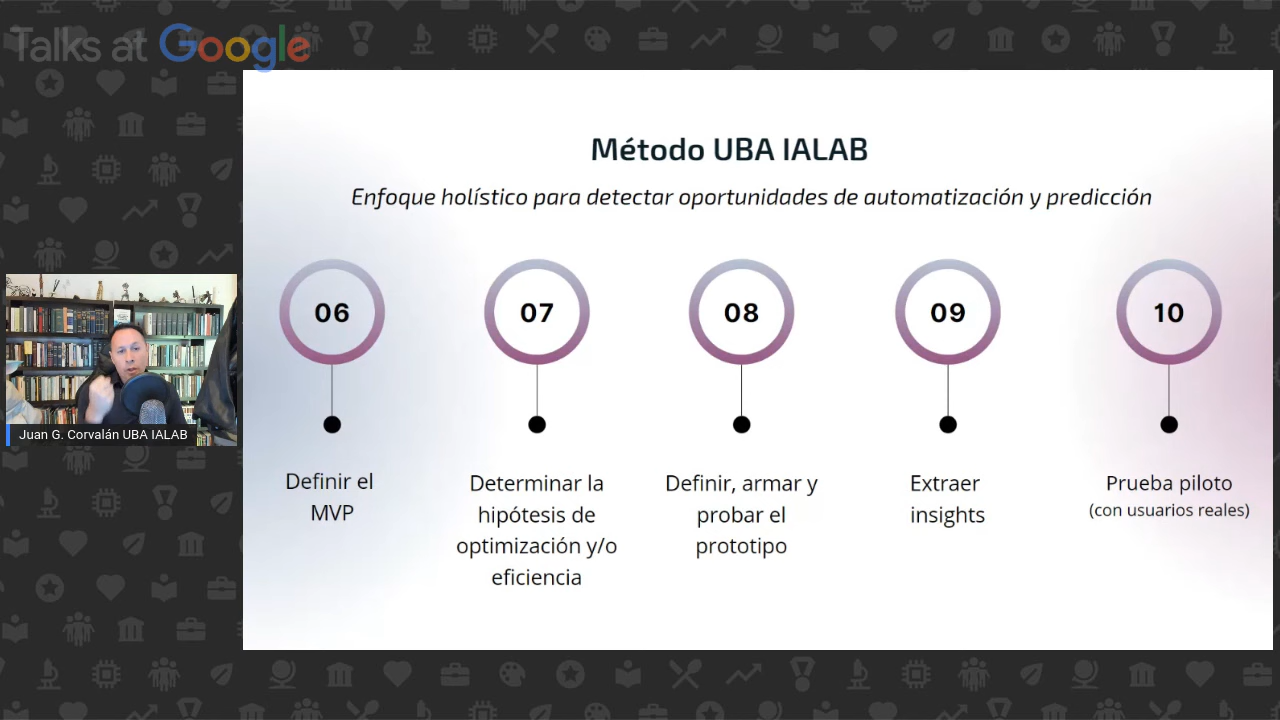 Talks at Google
Método UBA IALAB
Enfoque holístico para detectar oportunidades de automatización y predicción
06
07
08
09
10
Definir el
MVP
Determinar la
hipótesis de
optimización y/o
eficiencia
Definir, armar y
probar el
prototipo
Extraer
insights
Prueba piloto
(con usuarios reales)
Juan G. Corvalán UBA IALAB